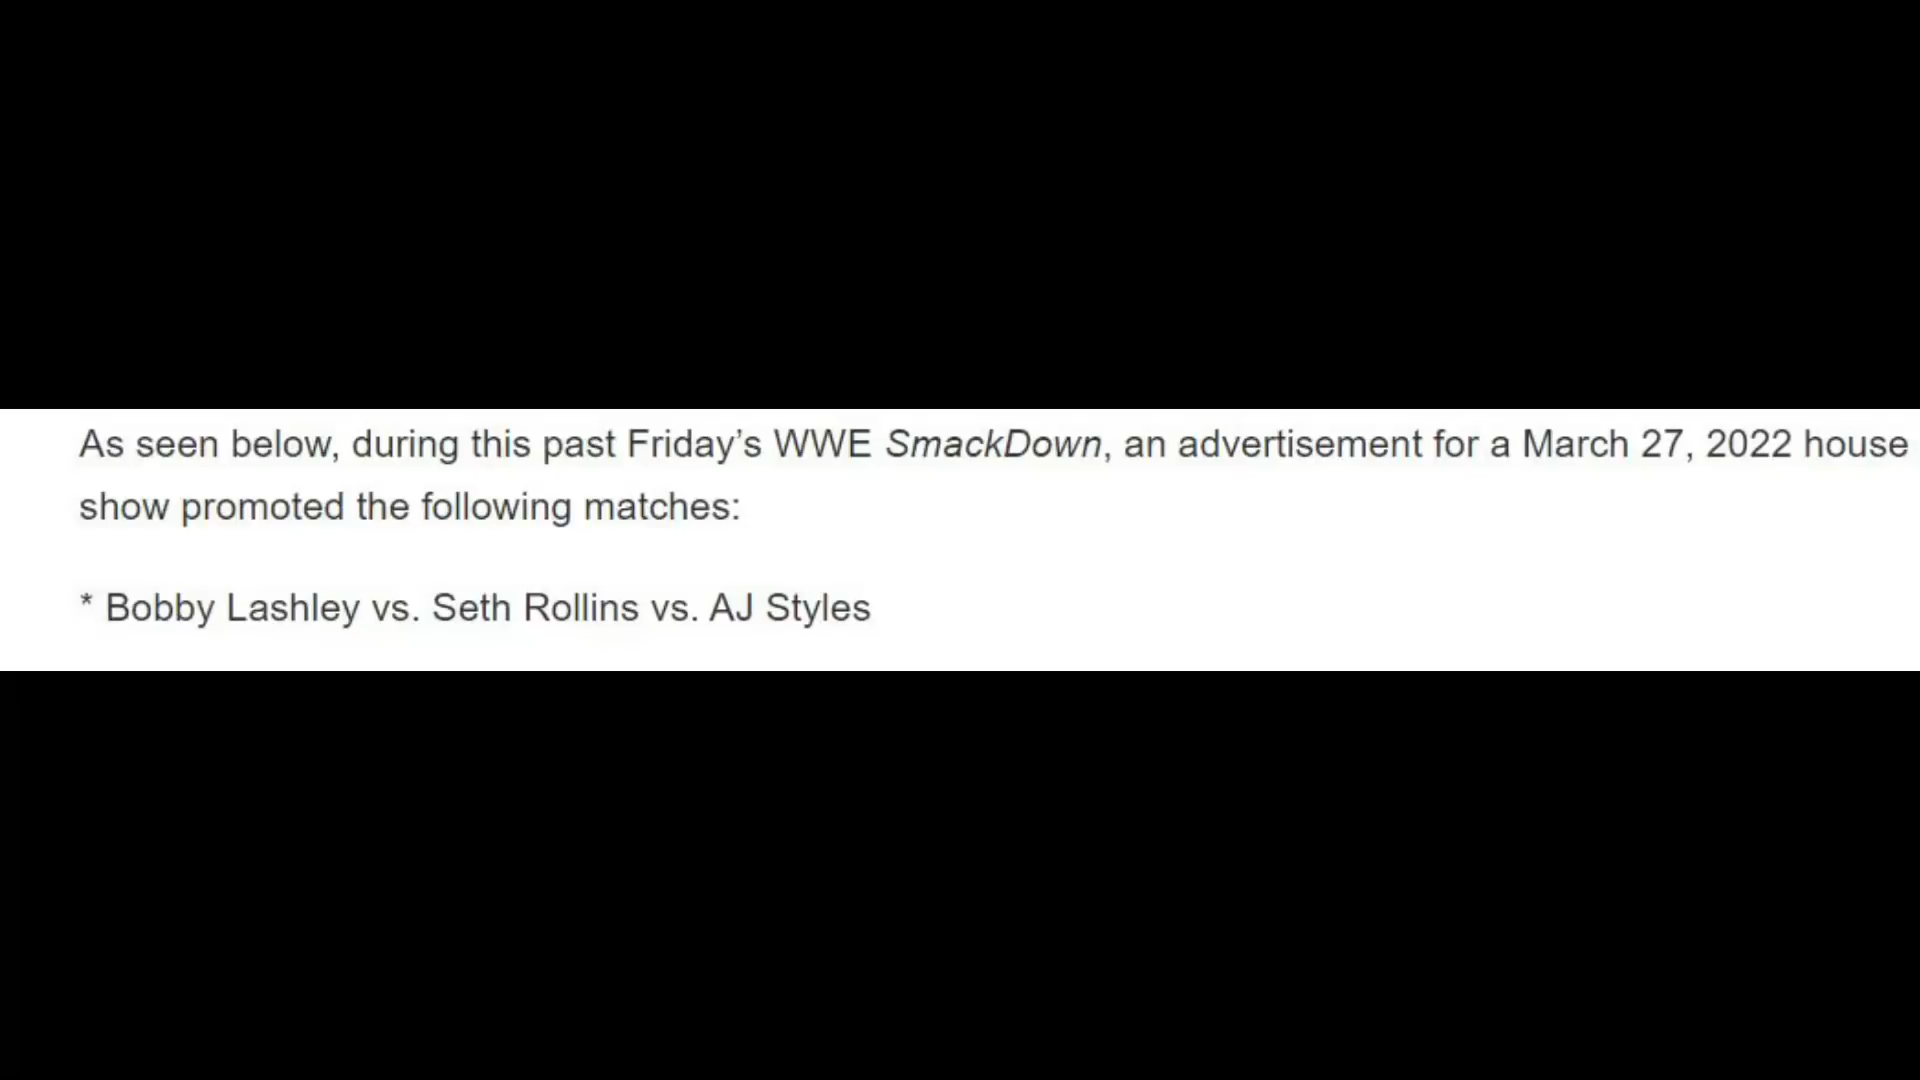 As seen below, during this past Friday’s WWE SmackDown, an advertisement for a March 27, 2022 house
show promoted the following matches:
* Bobby Lashley vs. Seth Rollins vs. AJ Styles